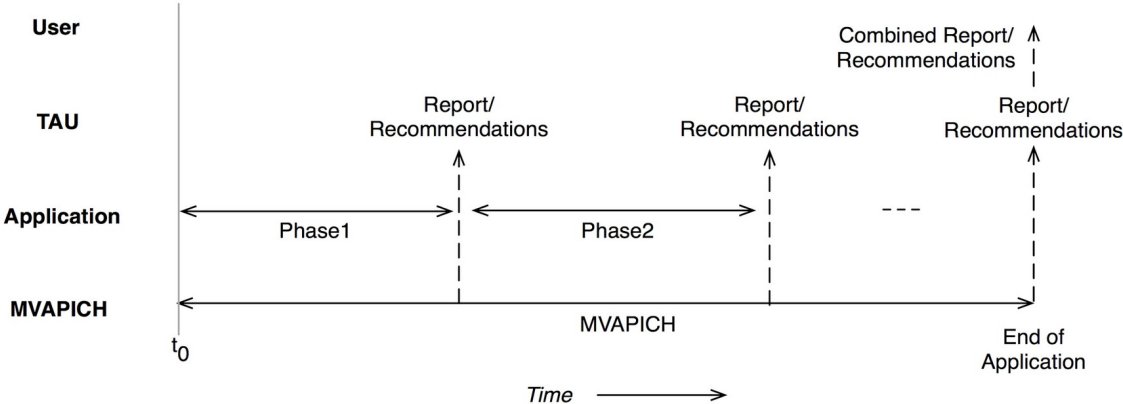 User
Combined Report/
Recommendations
TAU
Report/
Recommendations
Report/
Recommendations
Report/
Recommendations
Application
Phase1
Phase2
---
MVAPICH
MVAPICH
t0
End of
Application
Time